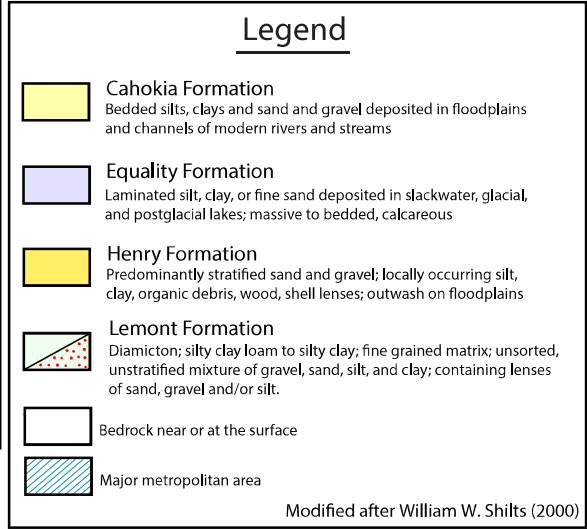 Legend
Cahokia Formation
Bedded silts, clays and sand and gravel deposited in floodplains
and channels of modern rivers and streams
Equality Formation
Laminated silt, clay, or fine sand deposited in slackwater, glacial,
and postglacial lakes; massive to bedded, calcareous
Henry Formation
Predominantly stratified sand and gravel; locally occurring silt,
clay, organic debris, wood, shell lenses; outwash on floodplains
Lemont Formation
Diamicton; silty clay loam to silty clay; fine grained matrix; unsorted,
unstratified mixture of gravel, sand, silt, and clay; containing lenses
of sand, gravel and/or silt.
Bedrock near or at the surface
Major metropolitan area
Modified after William W. Shilts (2000)